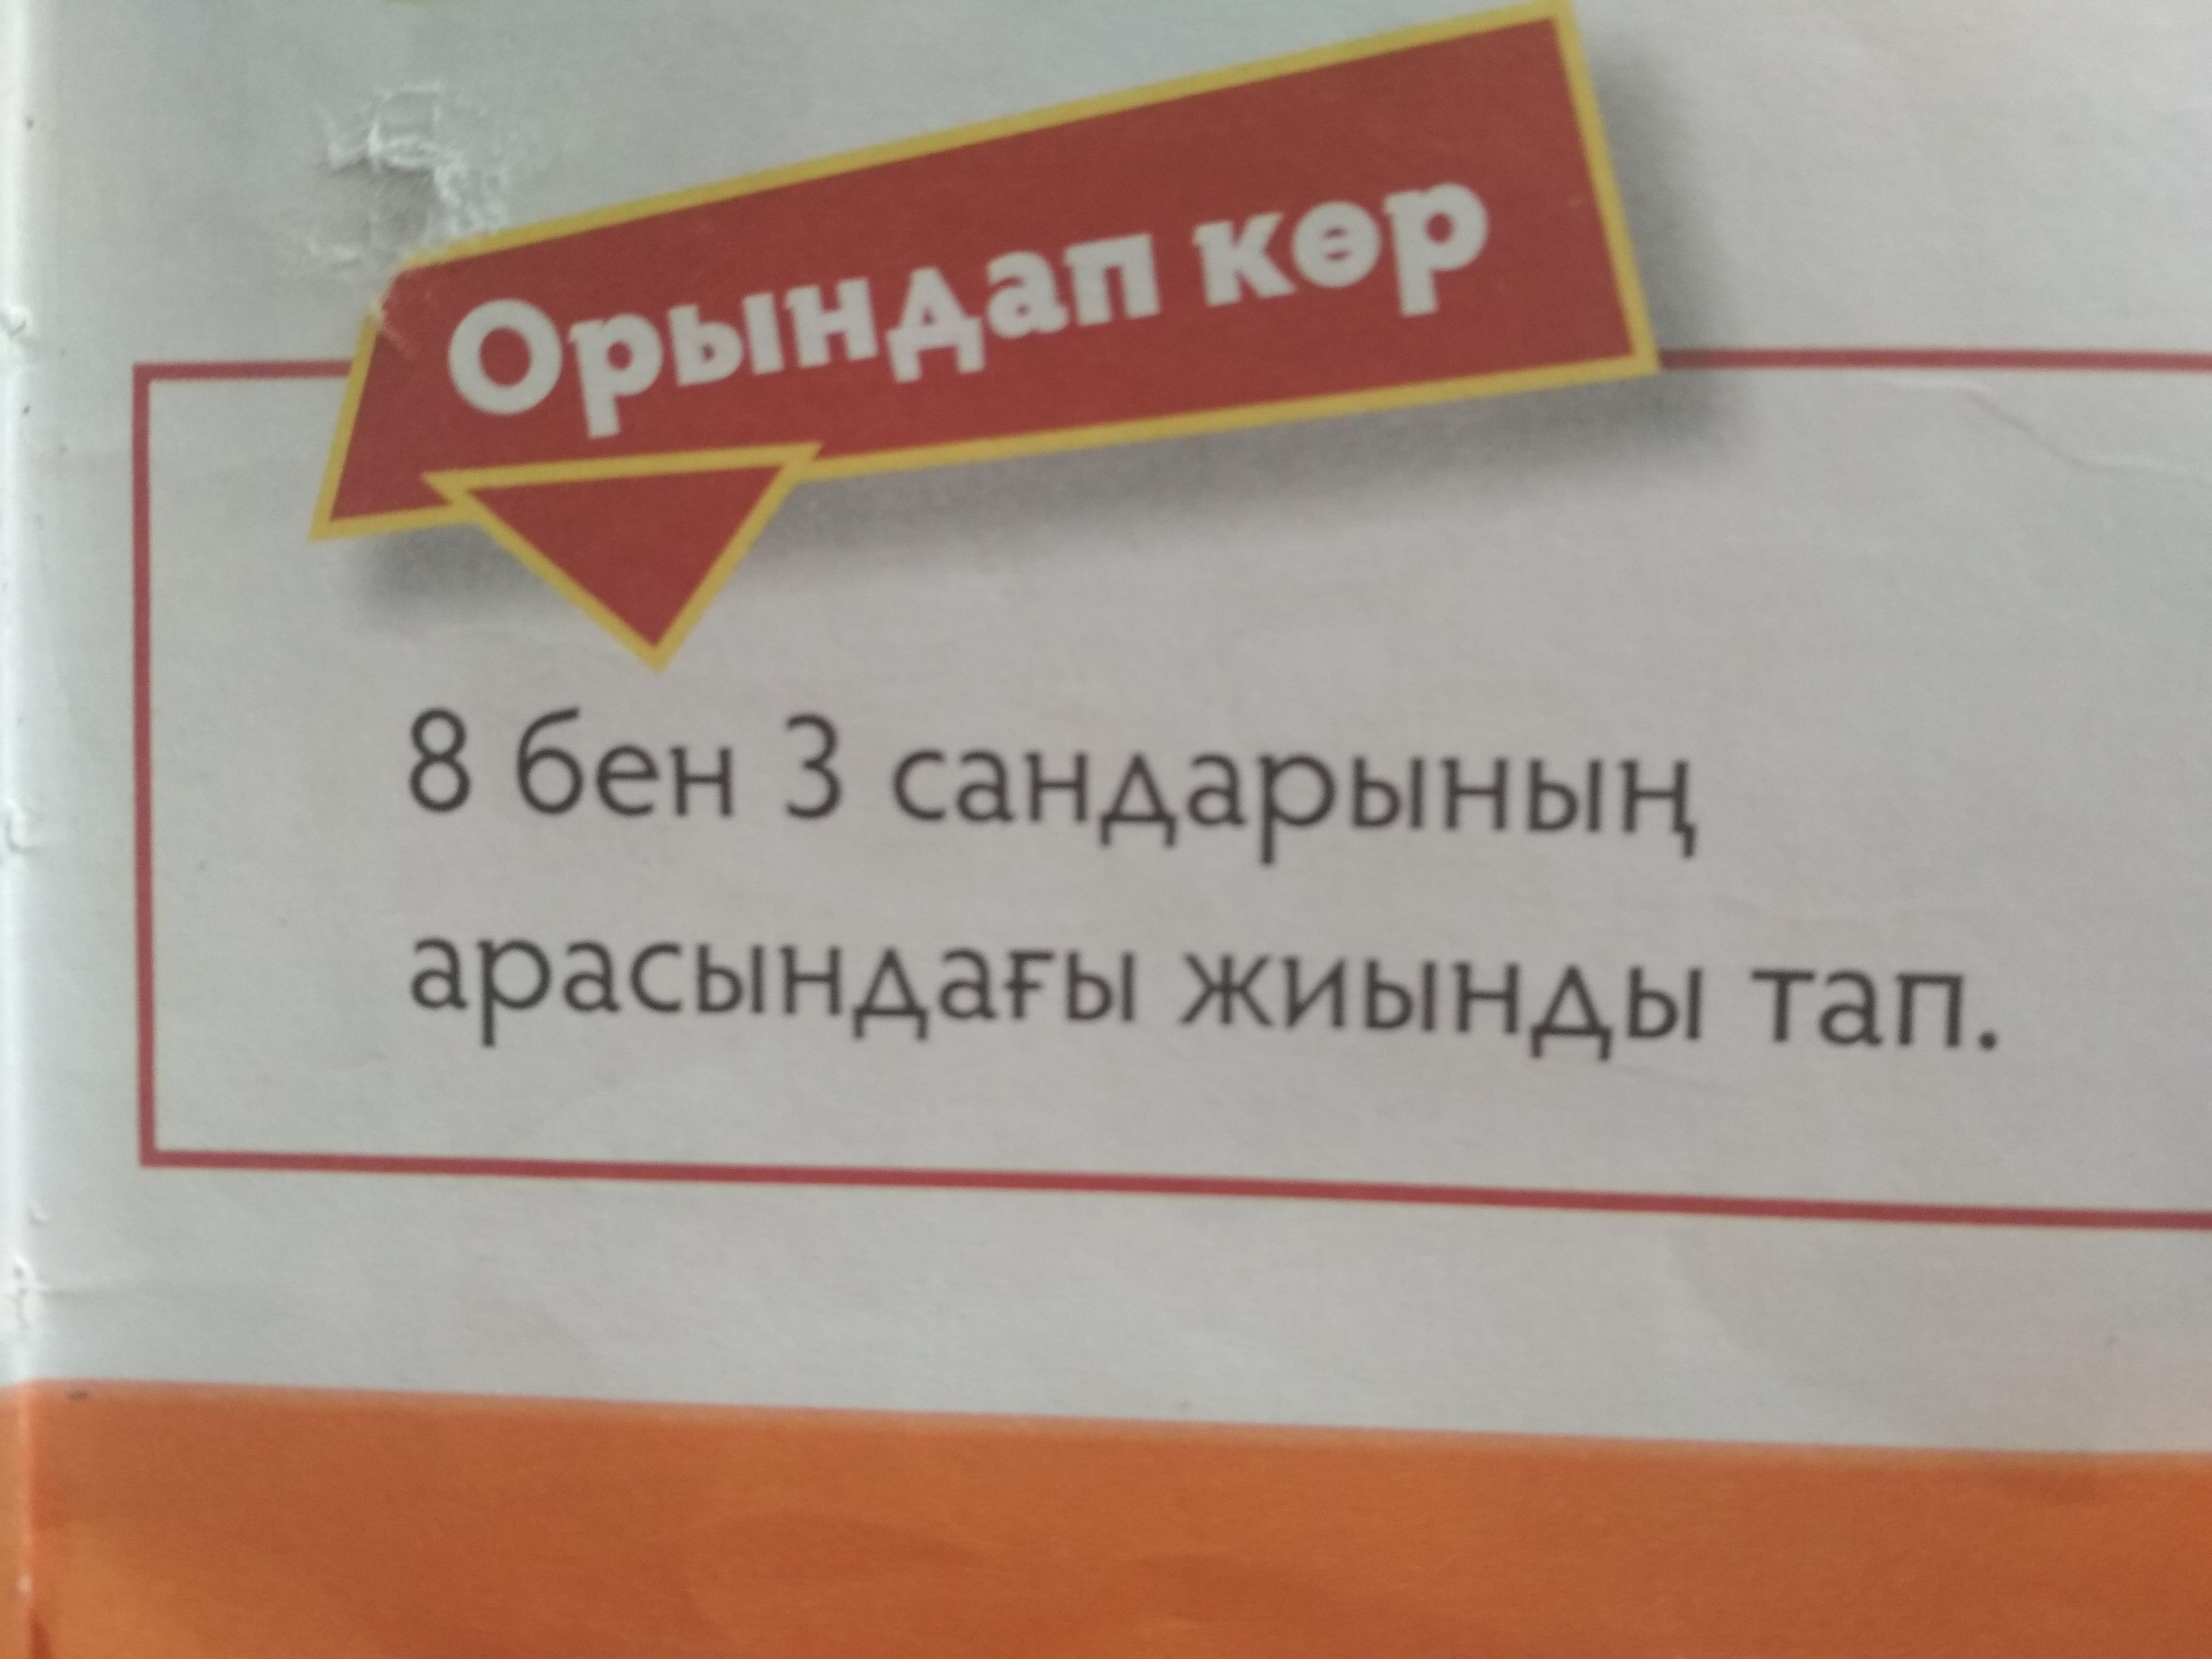 Орындап көр
8 бен 3 сандарының
арасындағы жиынды тап.